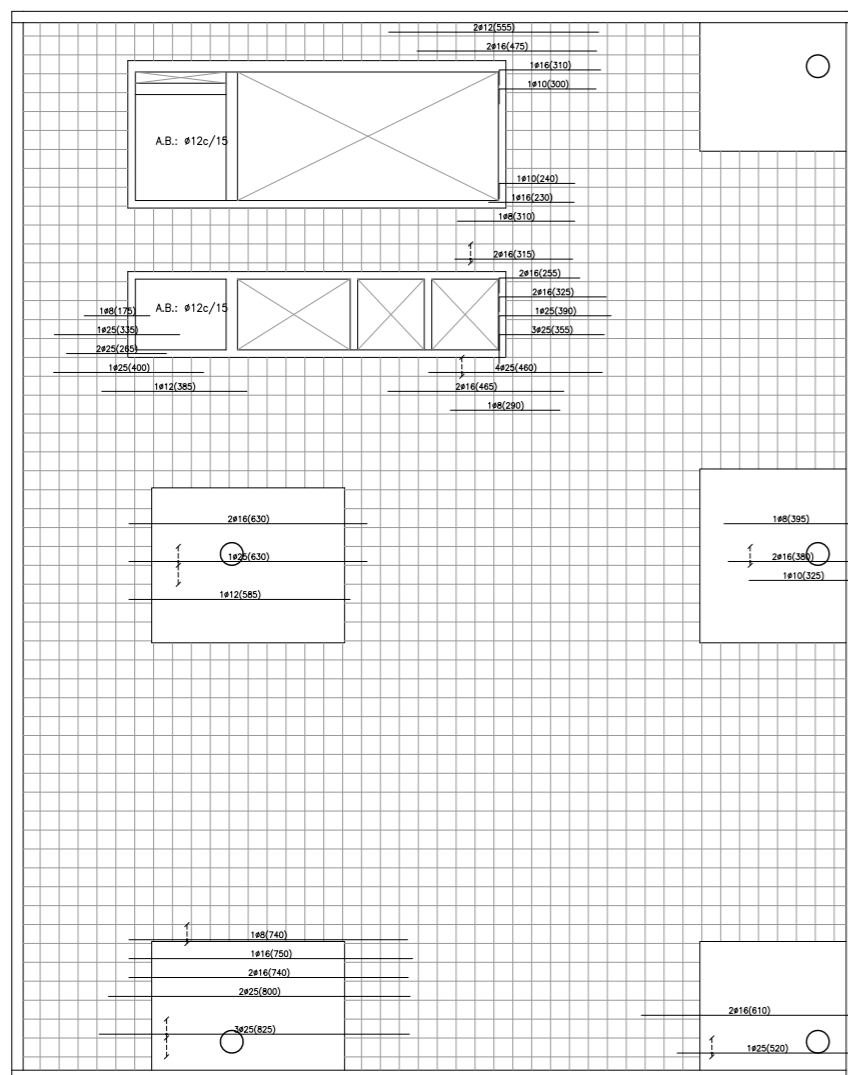 2ø12(555)
2ø16(475)
1ø16(310)
1ø10(300)
A.B.: ø12c/15
1ø10(240)
1ø16(230)
1ø8(310)
2ø16(315)
2ø16(255)
2ø16(325)
A.B.: ø12c/15
1ø8(175)
1ø25(390)
1ø25(335)
3ø25(355)
2ø25(265)
1ø25(400)
4ø25(460)
1ø12(385)
2ø16(465)
1ø8(290)
2ø16(630)
1ø8(395)
1ø25(630)
2ø16(380)
1ø10(325)
1ø12(585)
1ø8(740)
1ø16(750)
2ø16(740)
2ø25(800)
2ø16(610)
3ø25(825)
1ø25(520)